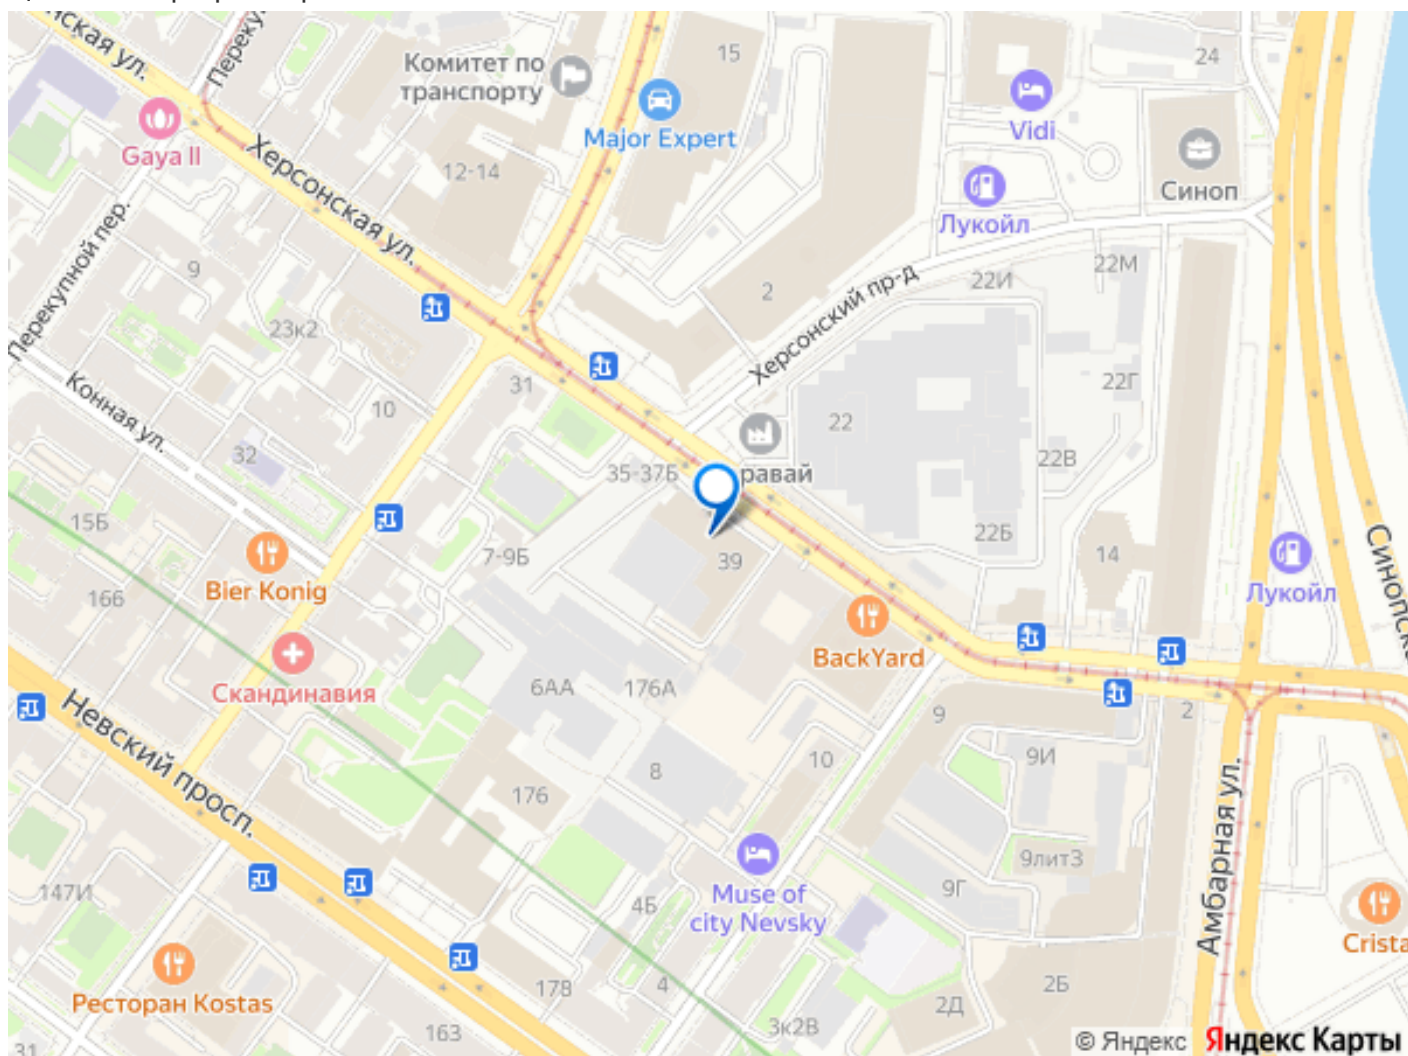 нская ул.
Переку
Комитет по
транспорту
15
24
Gaya II
Major Expert
Vidi
12-14
Синоп
Херсонская ул.
Лукойл
Перекупной пер.
9
22М
22И
2
Херсонский пр-д
23к2
31
22Г
Конная ул.
10
22
32
22В
35-37Б
равай
15Б
22Б
7-9Б
39
14
Bier Konig
Лукойл
166
Синопск
BackYard
Скандинавия
6АА
176А
9
2
Невский просп.
9И
10
8
176
Амбарная ул.
9лит3
147И
4Б
Muse of
city Nevsky
9Г
Crista
Ресторан Kostas
178
4
2Б
2Д
163
3к2В
31
© Яндекс Яндекс Карты